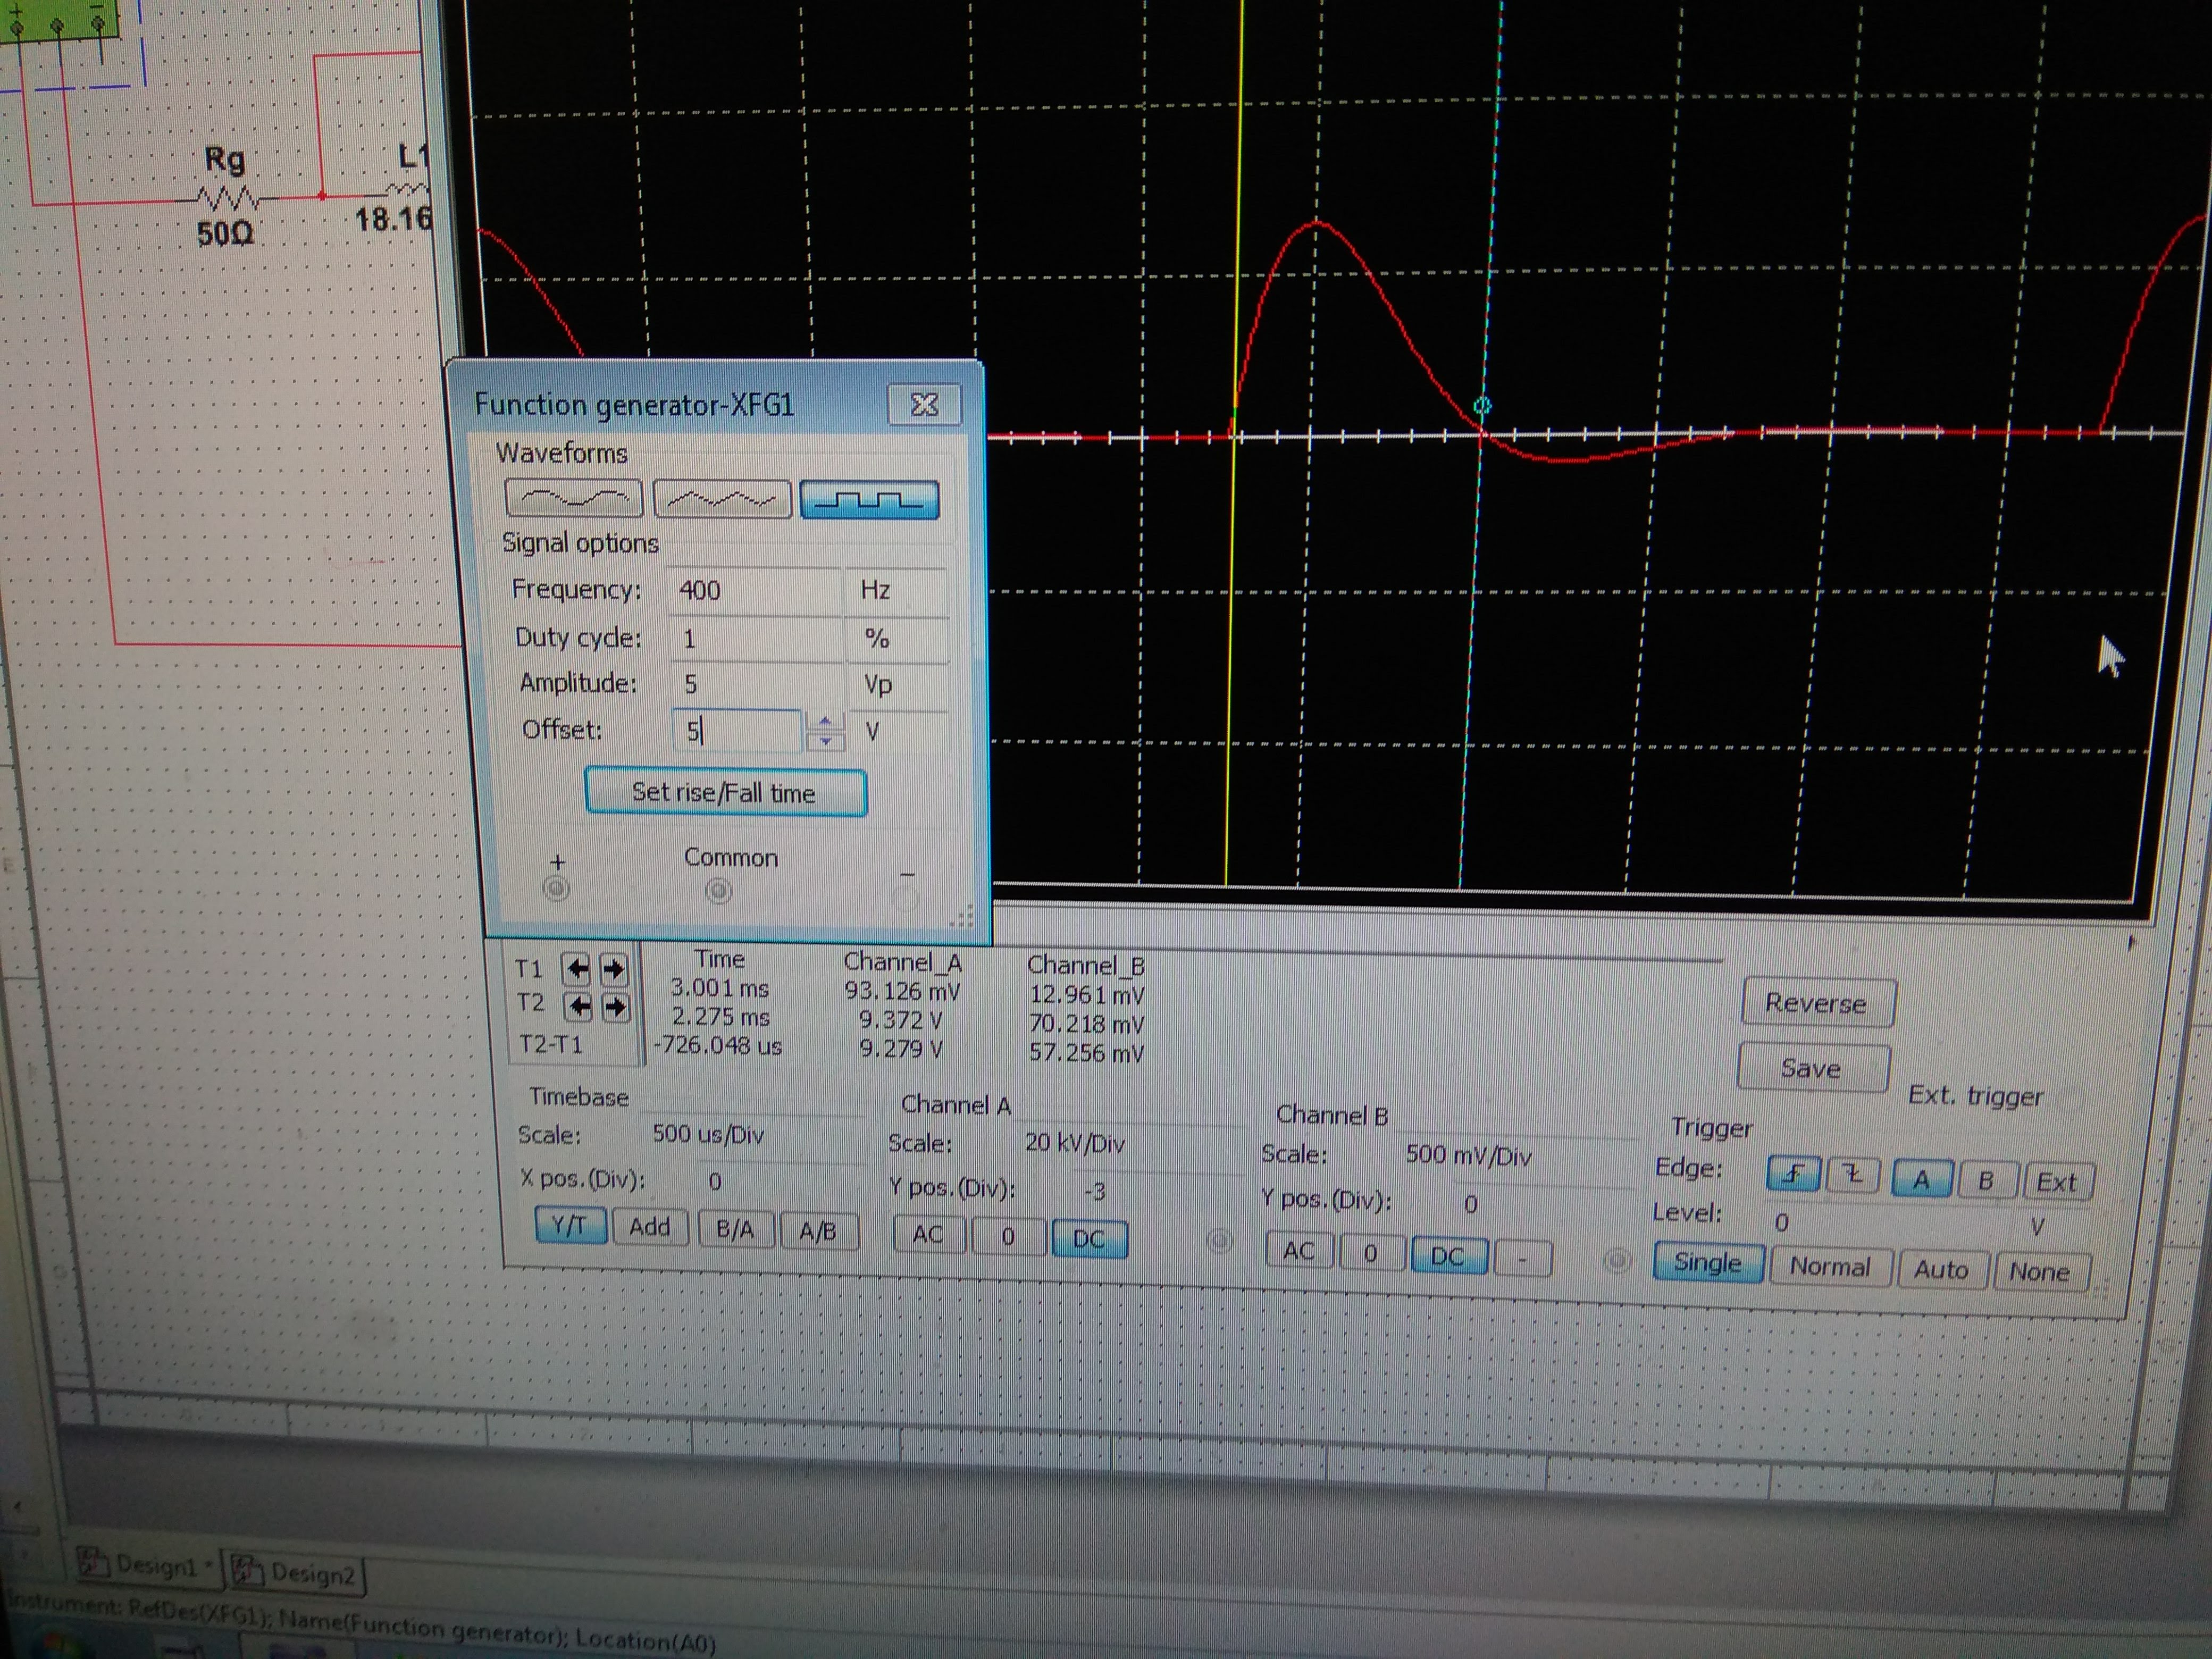 +
Rg
50Ω
L1
18.16
Function generator-XFG1
Waveforms
Signal options
Frequency: 400 Hz
Duty cycle: 1 %
Amplitude: 5 Vp
Offset: 5 V
Set rise/Fall time
+ Common −
Time Channel_A Channel_B
T1 3.001 ms 93.126 mV 12.961 mV
T2 2.275 ms 9.372 V 70.218 mV
T2-T1 -726.048 us 9.279 V 57.256 mV
Reverse
Save
Ext. trigger
Timebase
Scale: 500 us/Div
X pos.(Div): 0
Y/T Add B/A A/B
Channel A
Scale: 20 kV/Div
Y pos.(Div): -3
AC 0 DC
Channel B
Scale: 500 mV/Div
Y pos.(Div): 0
AC 0 DC -
Trigger
Edge: A B Ext
Level: 0 V
Single Normal Auto None
Design1 * Design2
Instrument: RefDes(XFG1); Name(Function generator); Location(A0)